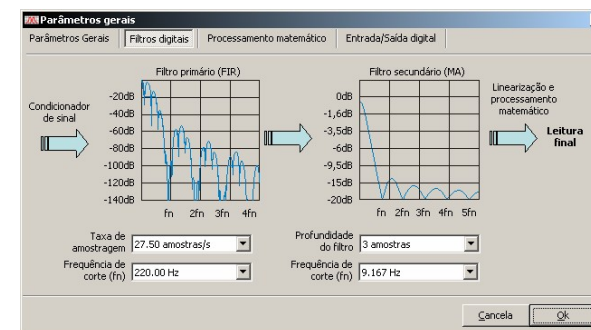 Parâmetros gerais
Parâmetros Gerais
Filtros digitais
Processamento matemático
Entrada/Saída digital
Condicionador
de sinal
Filtro primário (FIR)
-20dB
-40dB
-60dB
-80dB
-100dB
-120dB
-140dB
fn 2fn 3fn 4fn
Filtro secundário (MA)
0dB
-1,6dB
-3,5dB
-6dB
-9,5dB
-15dB
-20dB
fn 2fn 3fn 4fn 5fn
Linearização e
processamento
matemático
Leitura
final
Taxa de
amostragem
27.50 amostras/s
Frequência de
corte (fn)
220.00 Hz
Profundidade
do filtro
3 amostras
Frequência de
corte (fn)
9.167 Hz
Cancela
Ok